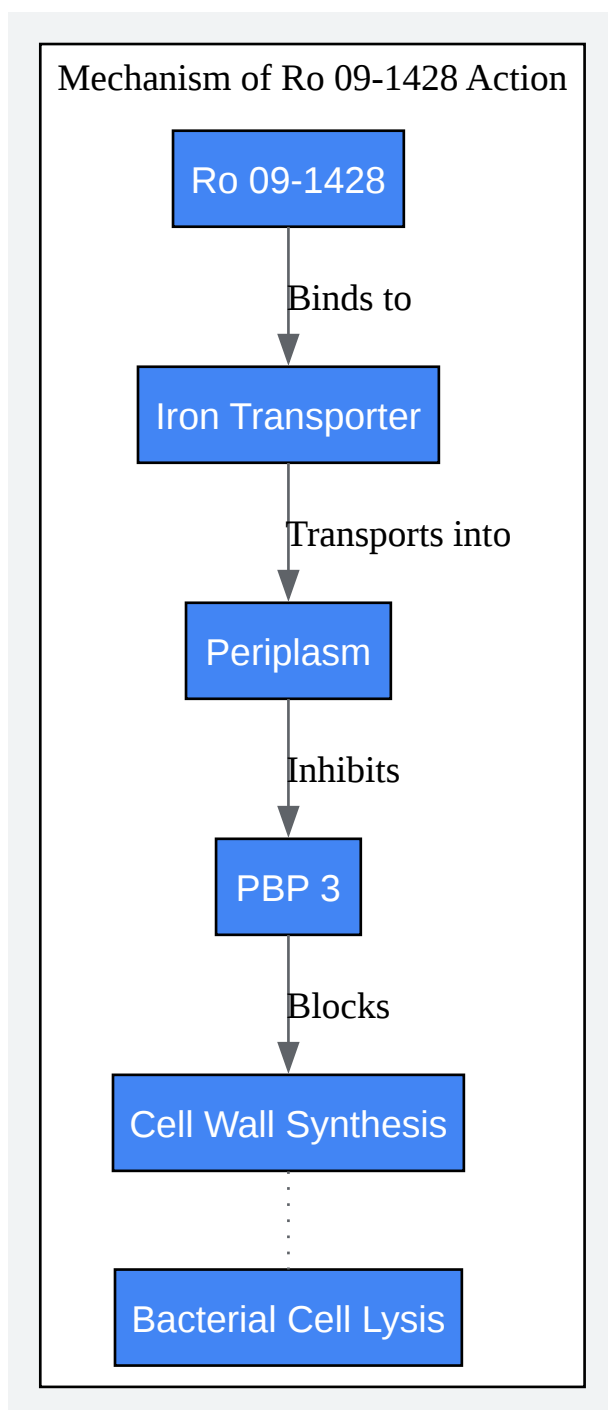 Mechanism of Ro 09-1428 Action
Ro 09-1428
Binds to
Iron Transporter
Transports into
Periplasm
Inhibits
PBP 3
Blocks
Cell Wall Synthesis
Bacterial Cell Lysis